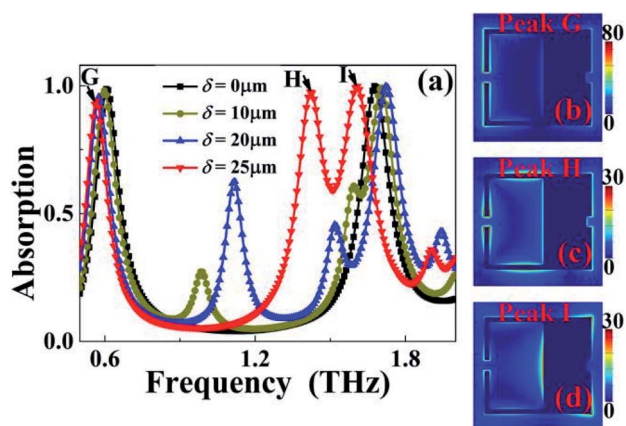 G
H
I
(a)
δ = 0μm
δ = 10μm
δ = 20μm
δ = 25μm
1.0
0.5
0.0
Absorption
0.6
1.2
1.8
Frequency (THz)
Peak G
(b)
80
0
Peak H
(c)
30
0
Peak I
(d)
30
0